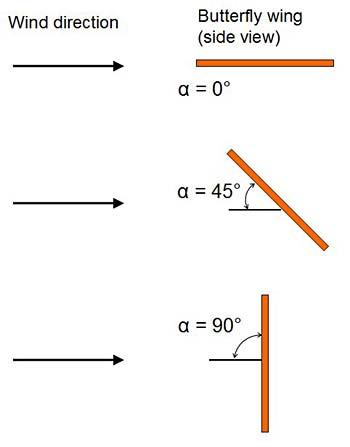 Wind direction
Butterfly wing
(side view)
α = 0°
α = 45°
α = 90°